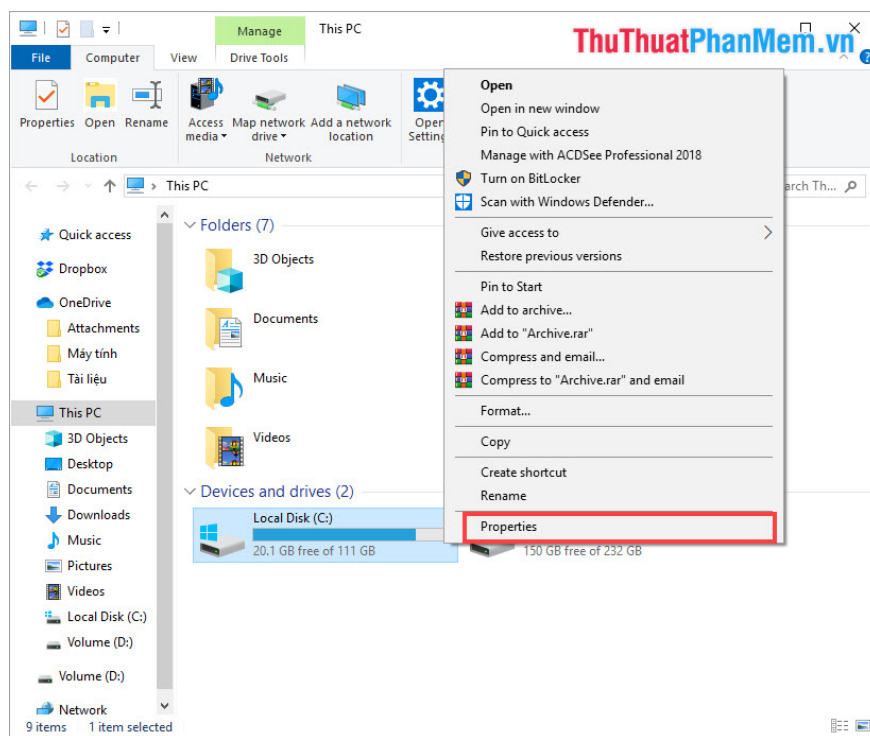 Manage
This PC
ThuThuatPhanMem.vn
File
Computer
View
Drive Tools
Properties
Open
Rename
Access media
Map network drive
Add a network location
Open
Location
Network
This PC
Th...
Quick access
Dropbox
OneDrive
Attachments
Máy tính
Tài liệu
This PC
3D Objects
Desktop
Documents
Downloads
Music
Pictures
Videos
Local Disk (C:)
Volume (D:)
Volume (D:)
Network
Folders (7)
3D Objects
Documents
Music
Videos
Devices and drives (2)
Local Disk (C:)
20.1 GB free of 111 GB
150 GB free of 232 GB
Open
Open in new window
Pin to Quick access
Manage with ACDSee Professional 2018
Turn on BitLocker
Scan with Windows Defender...
Give access to
Restore previous versions
Pin to Start
Add to archive...
Add to "Archive.rar"
Compress and email...
Compress to "Archive.rar" and email
Format...
Copy
Create shortcut
Rename
Properties
9 items
1 item selected